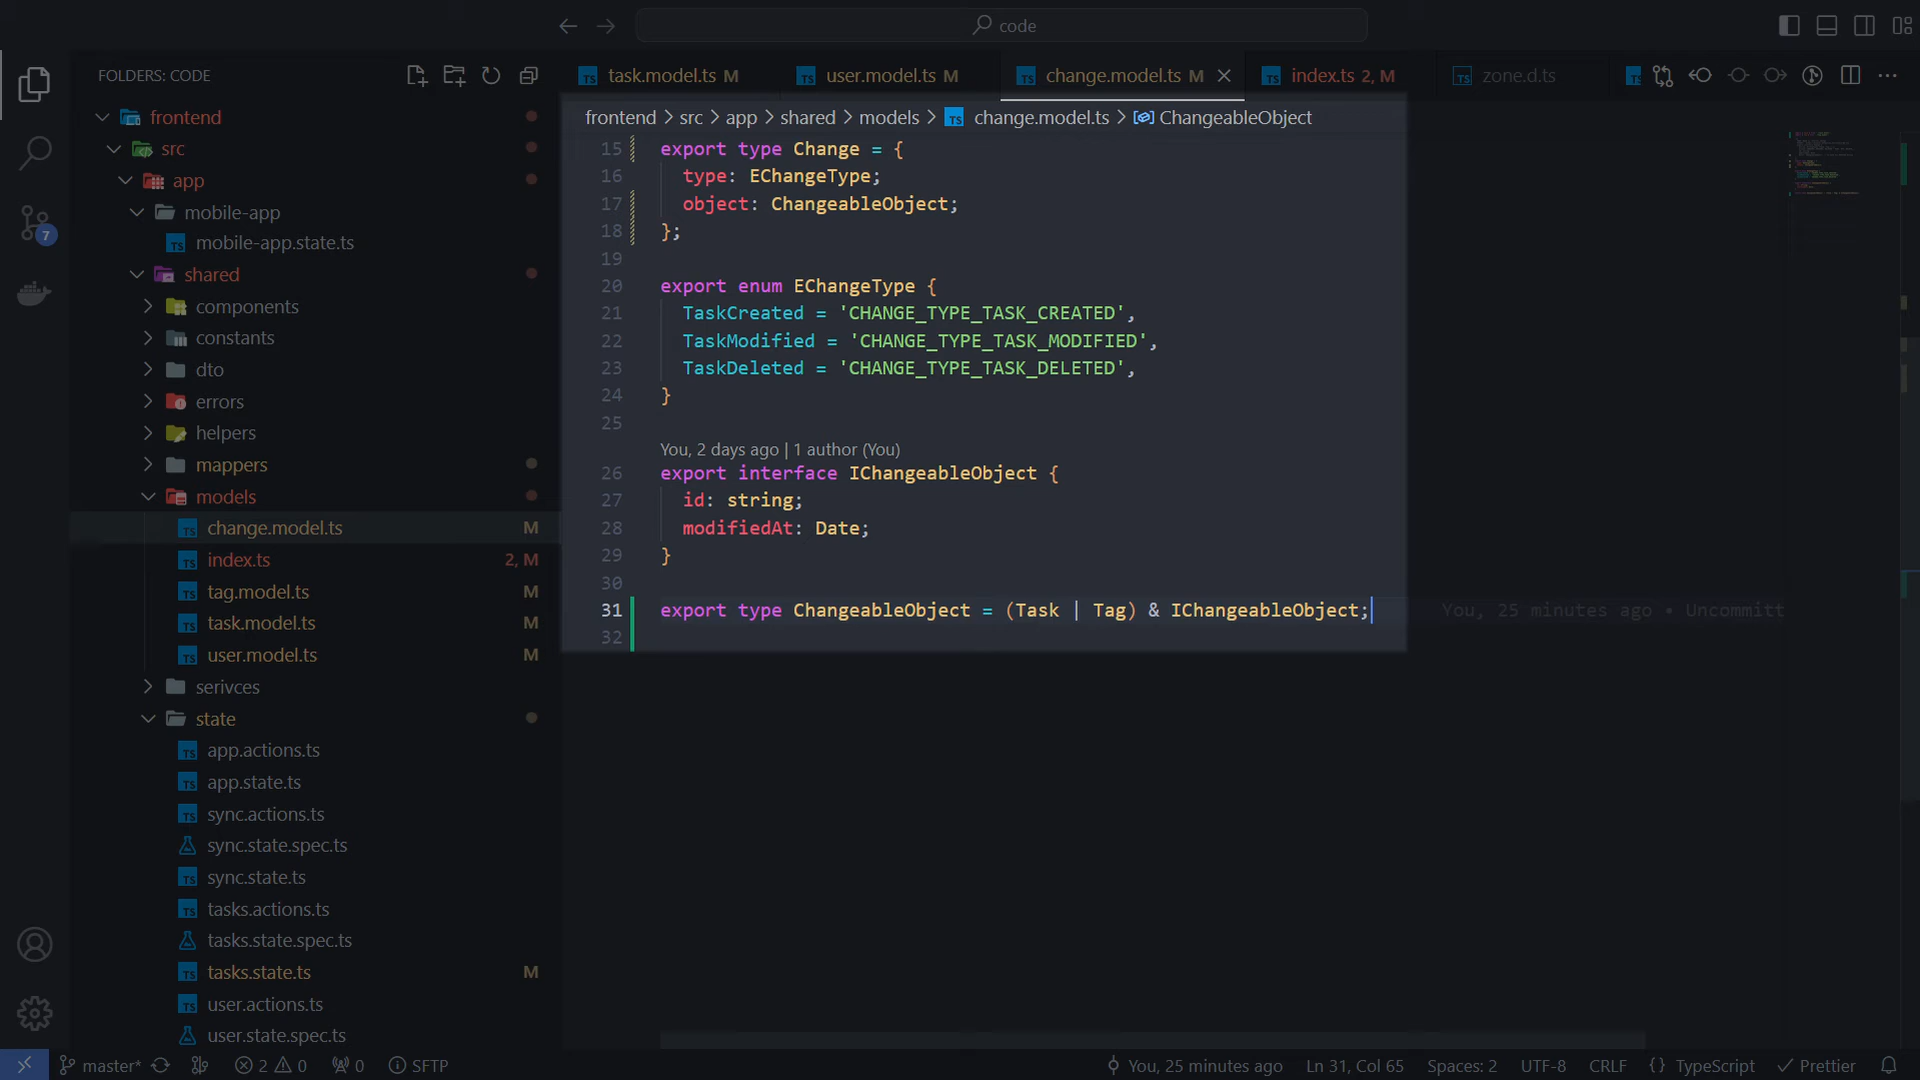 code
FOLDERS: CODE
task.model.ts M
user.model.ts M
change.model.ts M
index.ts 2, M
zone.d.ts
frontend
src
app
mobile-app
mobile-app.state.ts
shared
components
constants
dto
errors
helpers
mappers
models
change.model.ts M
index.ts 2, M
tag.model.ts M
task.model.ts M
user.model.ts M
serivces
state
app.actions.ts
app.state.ts
sync.actions.ts
sync.state.spec.ts
sync.state.ts
tasks.actions.ts
tasks.state.spec.ts
tasks.state.ts M
user.actions.ts
user.state.spec.ts
7
frontend > src > app > shared > models > TS change.model.ts > ChangeableObject
15 export type Change = {
16 type: EChangeType;
17 object: ChangeableObject;
18 };
19
20 export enum EChangeType {
21 TaskCreated = 'CHANGE_TYPE_TASK_CREATED',
22 TaskModified = 'CHANGE_TYPE_TASK_MODIFIED',
23 TaskDeleted = 'CHANGE_TYPE_TASK_DELETED',
24 }
25
You, 2 days ago | 1 author (You)
26 export interface IChangeableObject {
27 id: string;
28 modifiedAt: Date;
29 }
30
31 export type ChangeableObject = (Task | Tag) & IChangeableObject; You, 25 minutes ago • Uncommitt
32
master* 2 0 0 SFTP You, 25 minutes ago Ln 31, Col 65 Spaces: 2 UTF-8 CRLF {} TypeScript Prettier